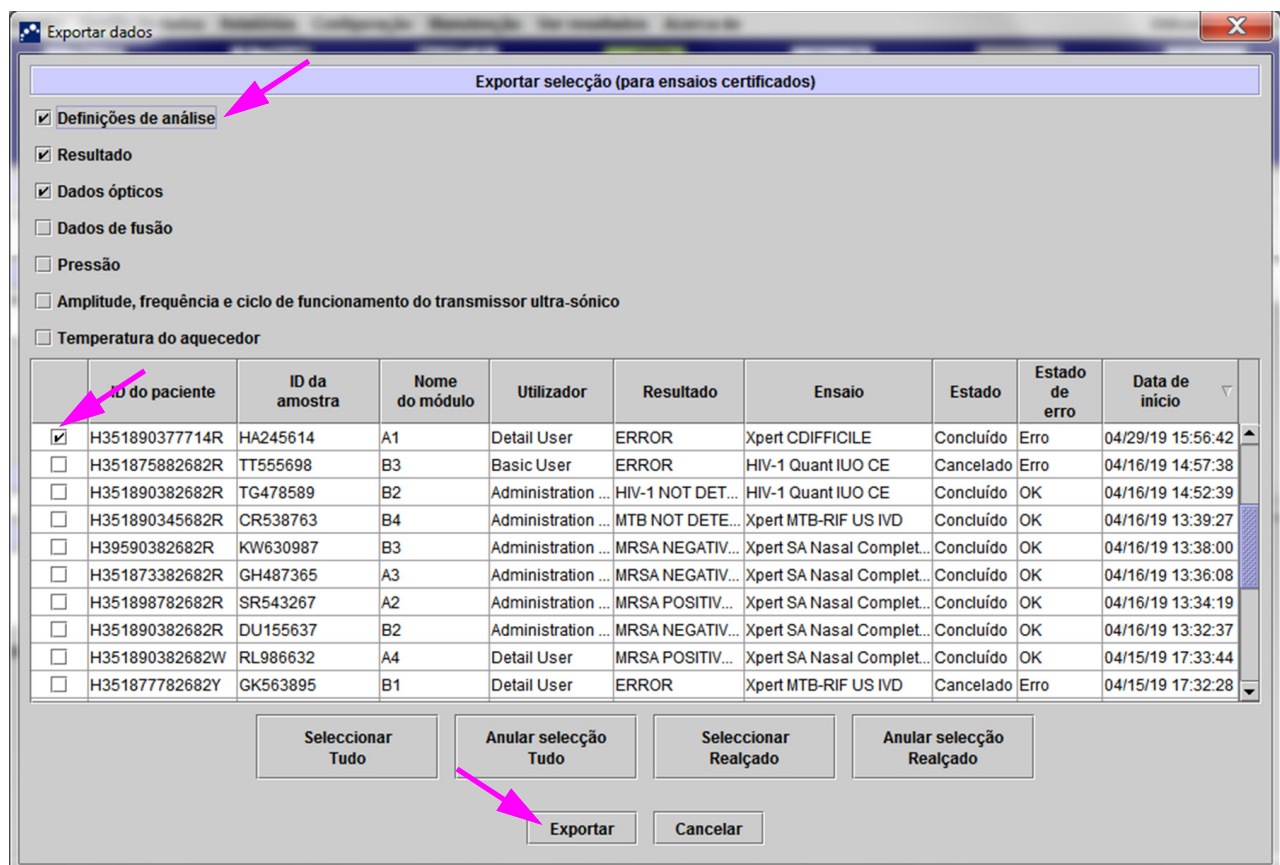 Exportar dados
Exportar selecção (para ensaios certificados)
Definições de análise
Resultado
Dados ópticos
Dados de fusão
Pressão
Amplitude, frequência e ciclo de funcionamento do transmissor ultra-sónico
Temperatura do aquecedor
ID do paciente ID da amostra Nome do módulo Utilizador Resultado Ensaio Estado Estado de erro Data de início
H351890377714R HA245614 A1 Detail User ERROR Xpert CDIFFICILE Concluído Erro 04/29/19 15:56:42
H351875882682R TT555698 B3 Basic User ERROR HIV-1 Quant IUO CE Cancelado Erro 04/16/19 14:57:38
H351890382682R TG478589 B2 Administration ... HIV-1 NOT DET... HIV-1 Quant IUO CE Concluído OK 04/16/19 14:52:39
H351890345682R CR538763 B4 Administration ... MTB NOT DETE... Xpert MTB-RIF US IVD Concluído OK 04/16/19 13:39:27
H39590382682R KW630987 B3 Administration ... MRSA NEGATIV... Xpert SA Nasal Complet... Concluído OK 04/16/19 13:38:00
H351873382682R GH487365 A3 Administration ... MRSA NEGATIV... Xpert SA Nasal Complet... Concluído OK 04/16/19 13:36:08
H351898782682R SR543267 A2 Administration ... MRSA POSITIV... Xpert SA Nasal Complet... Concluído OK 04/16/19 13:34:19
H351890382682R DU155637 B2 Administration ... MRSA NEGATIV... Xpert SA Nasal Complet... Concluído OK 04/16/19 13:32:37
H351890382682W RL986632 A4 Detail User MRSA POSITIV... Xpert SA Nasal Complet... Concluído OK 04/15/19 17:33:44
H351877782682Y GK563895 B1 Detail User ERROR Xpert MTB-RIF US IVD Cancelado Erro 04/15/19 17:32:28
Seleccionar Tudo
Anular selecção Tudo
Seleccionar Realçado
Anular selecção Realçado
Exportar
Cancelar